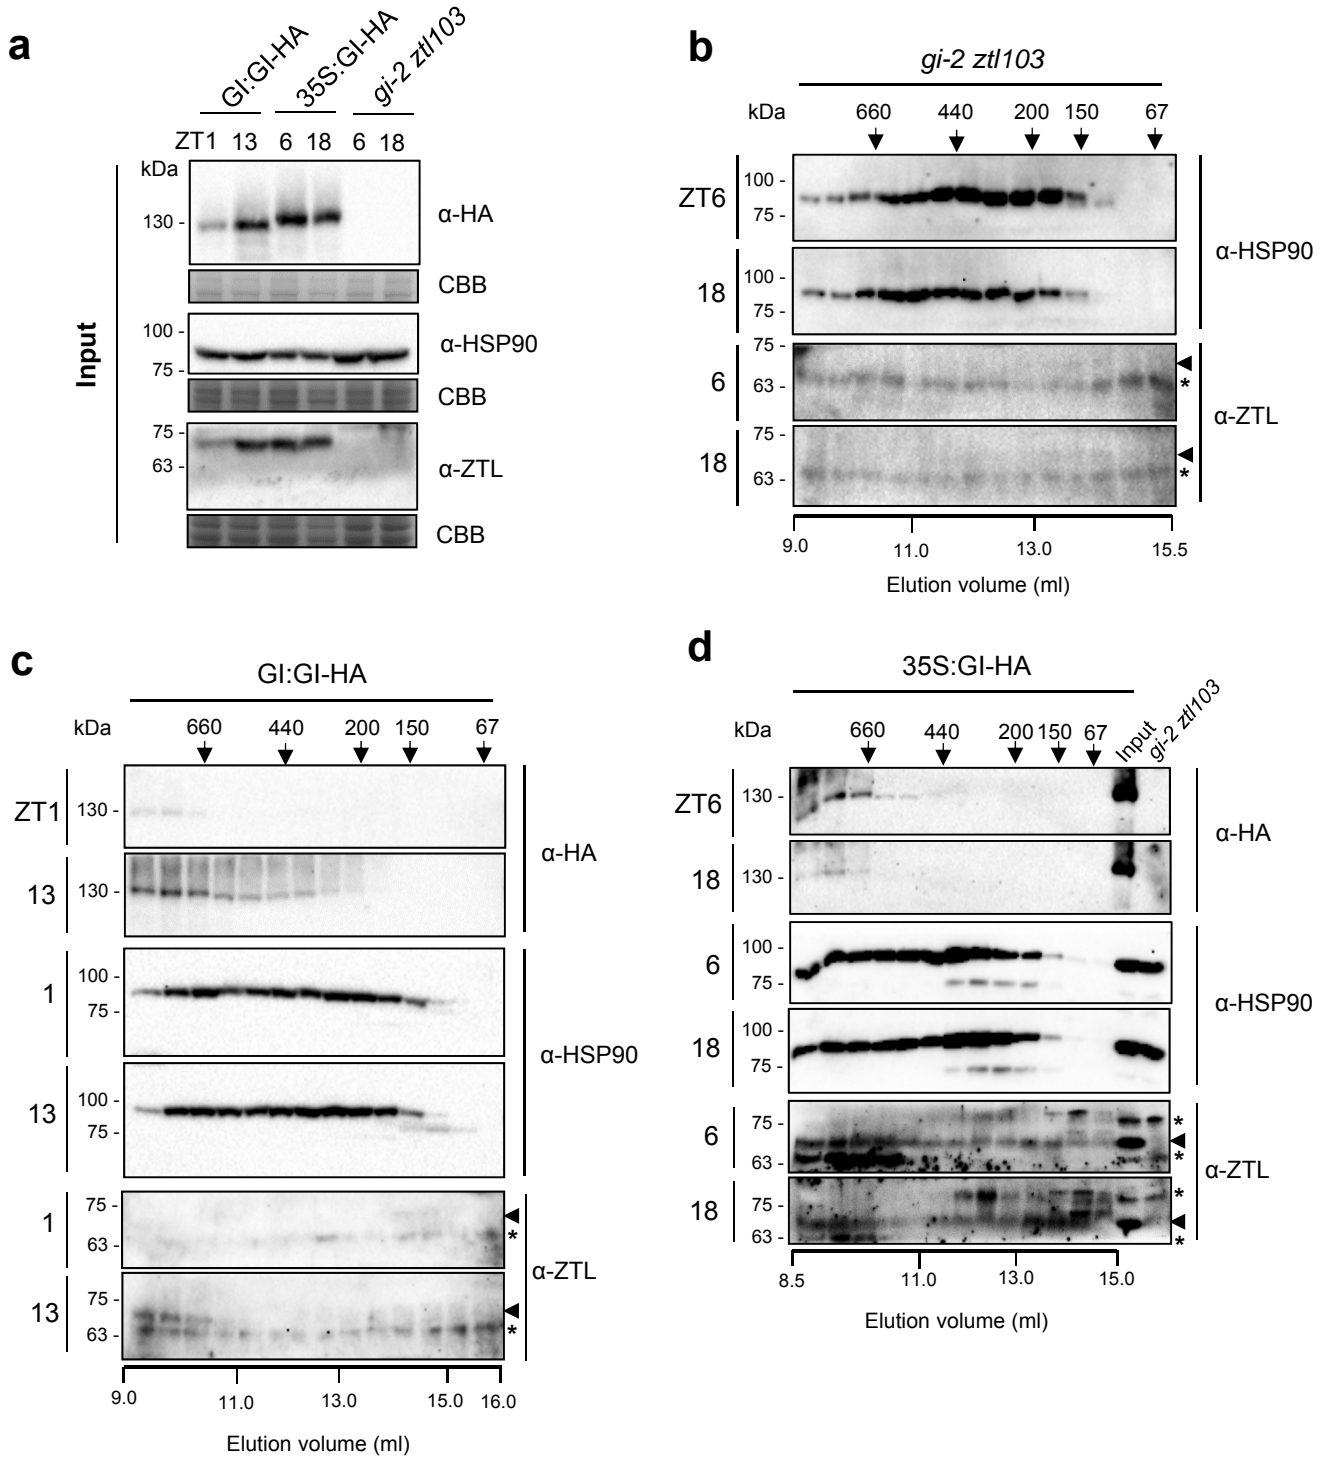 a
GI:GI-HA 35S:GI-HA gi-2 ztl103
ZT1 13 6 18 6 18
kDa
130 - α-HA
CBB
100 - α-HSP90
75 -
CBB
75 - α-ZTL
63 -
CBB
Input
b
gi-2 ztl103
kDa 660 440 200 150 67
ZT6 100 -
75 -
18 100 -
75 -
α-HSP90
6 75 -
63 - *
18 75 -
63 - *
α-ZTL
9.0 11.0 13.0 15.5
Elution volume (ml)
c
GI:GI-HA
kDa 660 440 200 150 67
ZT1 130 -
13 130 -
α-HA
1 100 -
75 -
13 100 -
75 -
α-HSP90
1 75 -
63 - *
13 75 -
63 - *
α-ZTL
9.0 11.0 13.0 15.0 16.0
Elution volume (ml)
d
35S:GI-HA
kDa 660 440 200 150 67 Input gi-2 ztl103
ZT6 130 -
18 130 -
α-HA
6 100 -
75 -
18 100 -
75 -
α-HSP90
6 75 - *
63 - *
18 75 - *
63 - *
α-ZTL
8.5 11.0 13.0 15.0
Elution volume (ml)